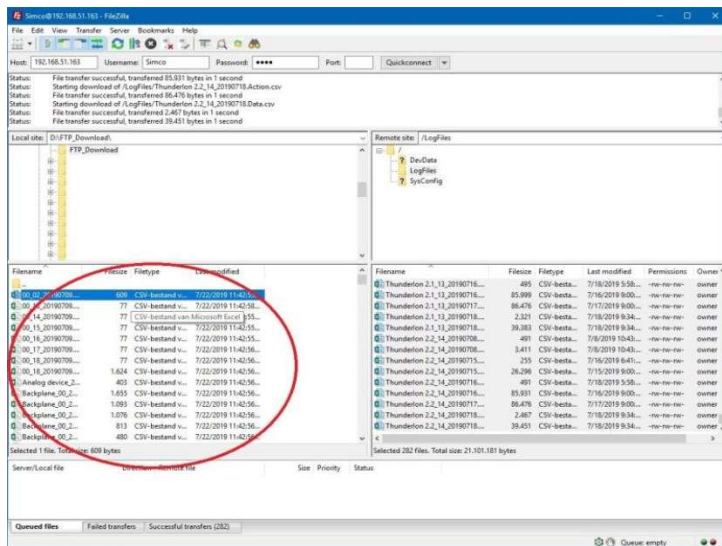 Simco@192.168.51.163 - FileZilla
File Edit View Transfer Server Bookmarks Help
Host: 192.168.51.163 Username: Simco Password: •••• Port: Quickconnect
Status: File transfer successful, transferred 85.931 bytes in 1 second
Status: Starting download of /LogFiles/ThunderIon 2.2_14_20190718.Action.csv
Status: File transfer successful, transferred 86.476 bytes in 1 second
Status: Starting download of /LogFiles/ThunderIon 2.2_14_20190718.Data.csv
Status: File transfer successful, transferred 2.467 bytes in 1 second
Status: File transfer successful, transferred 39.451 bytes in 1 second
Local site: D:\FTP_Download\
FTP_Download
Remote site: /LogFiles
/
DevData
LogFiles
SysConfig
Filename Filesize Filetype Last modified
..
00_02_20190708.... 609 CSV-bestand v... 7/22/2019 11:42:55...
77 CSV-bestand v... 7/22/2019 11:42:58...
_14_20190709.... 77 CSV-bestand van Microsoft Excel
00_15_20190709.... 77 CSV-bestand v... 7/22/2019 11:42:55...
00_16_20190709.... 77 CSV-bestand v... 7/22/2019 11:42:56...
00_17_20190709.... 77 CSV-bestand v... 7/22/2019 11:42:56...
00_18_20190709.... 77 CSV-bestand v... 7/22/2019 11:42:56...
00_18_20190709.... 1.624 CSV-bestand v... 7/22/2019 11:42:56...
Analog device_2... 403 CSV-bestand v... 7/22/2019 11:42:56...
Backplane_00_2... 1.655 CSV-bestand v... 7/22/2019 11:42:56...
Backplane_00_2... 1.093 CSV-bestand v... 7/22/2019 11:42:56...
Backplane_00_2... 1.076 CSV-bestand v... 7/22/2019 11:42:56...
Backplane_00_2... 813 CSV-bestand v... 7/22/2019 11:42:56...
Backplane_00_2... 480 CSV-bestand v... 7/22/2019 11:42:56...
Selected 1 file. Total size: 609 bytes
Filename Filesize Filetype Last modified Permissions Owner
ThunderIon 2.1_13_20190716.... 495 CSV-besta... 7/18/2019 5:58:... -rw-rw-rw- owner
ThunderIon 2.1_13_20190716.... 85,999 CSV-besta... 7/16/2019 9:00:... -rw-rw-rw- owner
ThunderIon 2.1_13_20190717.... 86.476 CSV-besta... 7/17/2019 9:00:... -rw-rw-rw- owner
ThunderIon 2.1_13_20190718.... 2.321 CSV-besta... 7/18/2019 9:34:... -rw-rw-rw- owner
ThunderIon 2.1_13_20190718.... 39.383 CSV-besta... 7/18/2019 9:34:... -rw-rw-rw- owner
ThunderIon 2.2_14_20190708.... 491 CSV-besta... 7/8/2019 10:43:... -rw-rw-rw- owner
ThunderIon 2.2_14_20190708.... 3.411 CSV-besta... 7/8/2019 10:43:... -rw-rw-rw- owner
ThunderIon 2.2_14_20190715.... 255 CSV-besta... 7/16/2019 6:41:... -rw-rw-rw- owner
ThunderIon 2.2_14_20190715.... 26,296 CSV-besta... 7/15/2019 9:00:... -rw-rw-rw- owner
ThunderIon 2.2_14_20190716.... 491 CSV-besta... 7/18/2019 5:58:... -rw-rw-rw- owner
ThunderIon 2.2_14_20190716.... 85,931 CSV-besta... 7/16/2019 9:00:... -rw-rw-rw- owner
ThunderIon 2.2_14_20190717.... 86,476 CSV-besta... 7/17/2019 9:00:... -rw-rw-rw- owner
ThunderIon 2.2_14_20190718.... 2.467 CSV-besta... 7/18/2019 9:34:... -rw-rw-rw- owner
ThunderIon 2.2_14_20190718.... 39,451 CSV-besta... 7/18/2019 9:34:... -rw-rw-rw- owner
Selected 282 files. Total size: 21.101.181 bytes
Server/Local file Direction Remote file Size Priority Status
Queued files Failed transfers Successful transfers (282)
Queue: empty